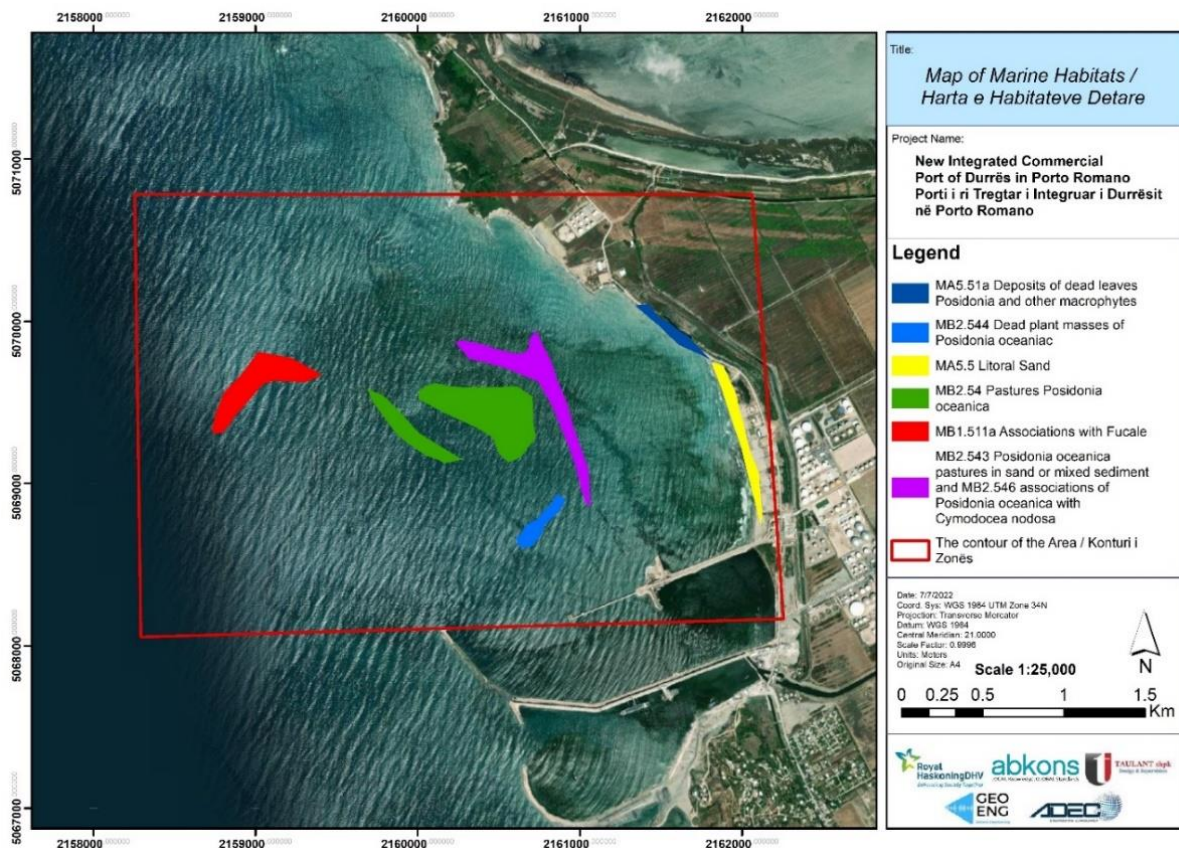 2158000
2159000
2160000
2161000
2162000
5071000
5070000
5069000
5068000
5067000
Title:
Map of Marine Habitats /
Harta e Habitateve Detare
Project Name:
New Integrated Commercial
Port of Durrës in Porto Romano
Porti i ri Tregtar i Integruar i Durrësit
në Porto Romano
Legend
MA5.51a Deposits of dead leaves
Posidonia and other macrophytes
MB2.544 Dead plant masses of
Posidonia oceaniac
MA5.5 Litoral Sand
MB2.54 Pastures Posidonia
oceanica
MB1.511a Associations with Fucale
MB2.543 Posidonia oceanica
pastures in sand or mixed sediment
and MB2.546 associations of
Posidonia oceanica with
Cymodocea nodosa
The contour of the Area / Konturi i
Zonës
Date: 7/7/2022
Coord. Sys: WGS 1984 UTM Zone 34N
Projection: Transverse Mercator
Datum: WGS 1984
Central Meridian: 21.0000
Scale Factor: 0.9996
Units: Meters
Original Size: A4
Scale 1:25,000
N
0 0.25 0.5 1 1.5
Km
Royal
HaskoningDHV
Enhancing Society Together
abkons
TAULANT shpk
Design & Supervision
GEO
ENG
ADEC